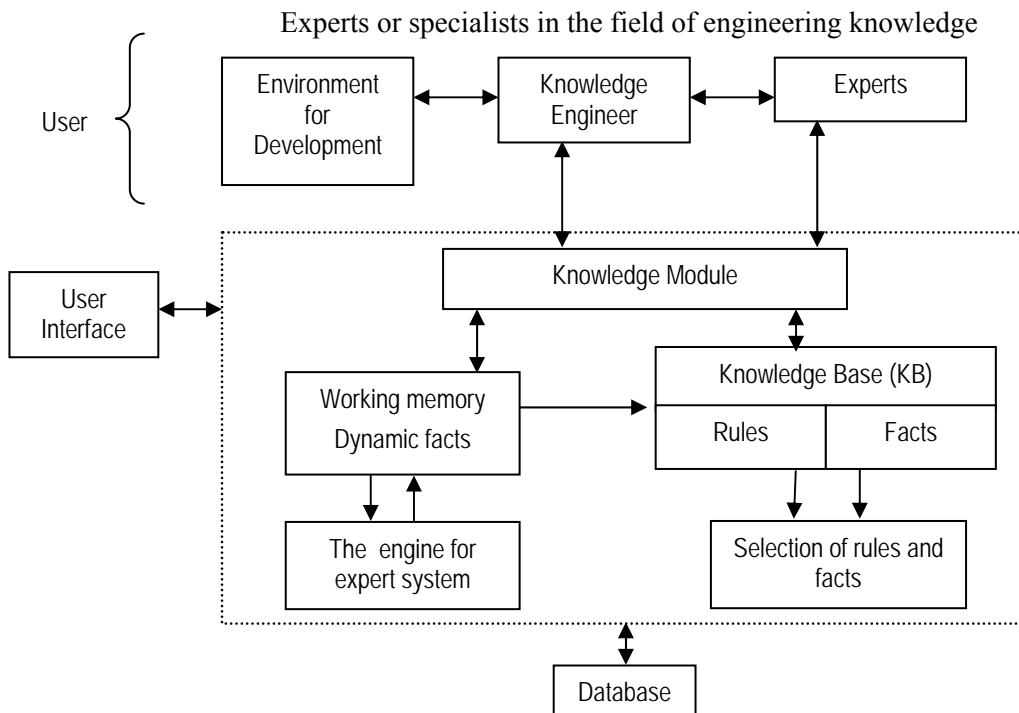 Experts or specialists in the field of engineering knowledge
User
Environment
for
Development
Knowledge
Engineer
Experts
Knowledge Module
User
Interface
Working memory
Dynamic facts
Knowledge Base (KB)
Rules
Facts
The engine for
expert system
Selection of rules and
facts
Database